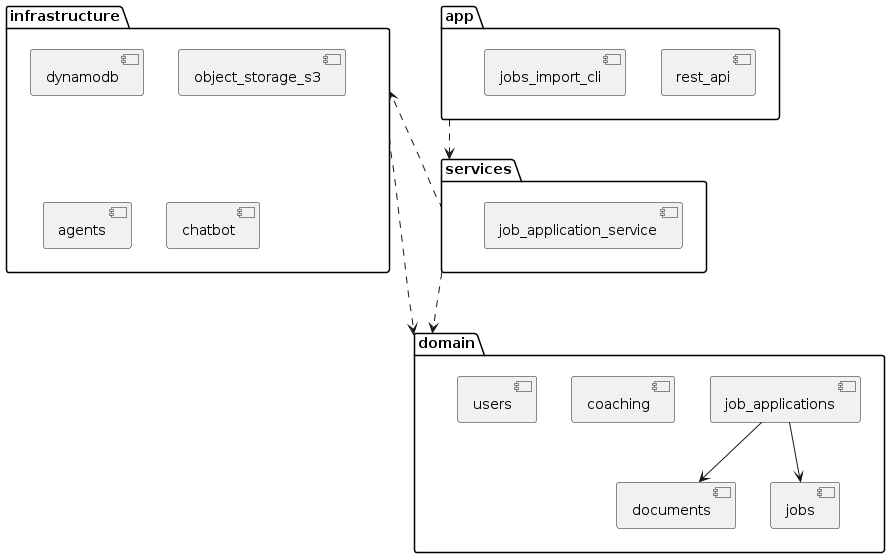 infrastructure
dynamodb
object_storage_s3
agents
chatbot
app
jobs_import_cli
rest_api
services
job_application_service
domain
users
coaching
job_applications
documents
jobs